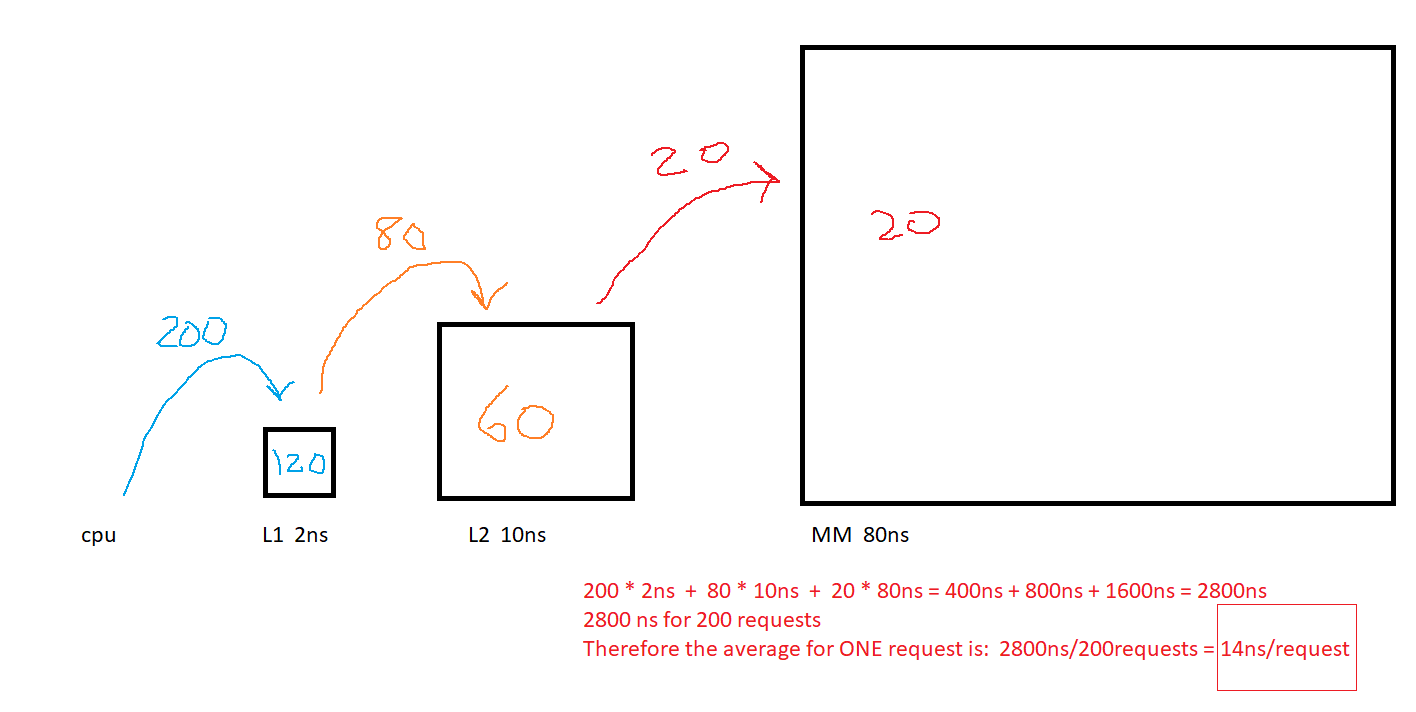 20
80
20
200
60
120
cpu
L1 2ns
L2 10ns
MM 80ns
200 * 2ns + 80 * 10ns + 20 * 80ns = 400ns + 800ns + 1600ns = 2800ns
2800 ns for 200 requests
Therefore the average for ONE request is: 2800ns/200requests = 14ns/request